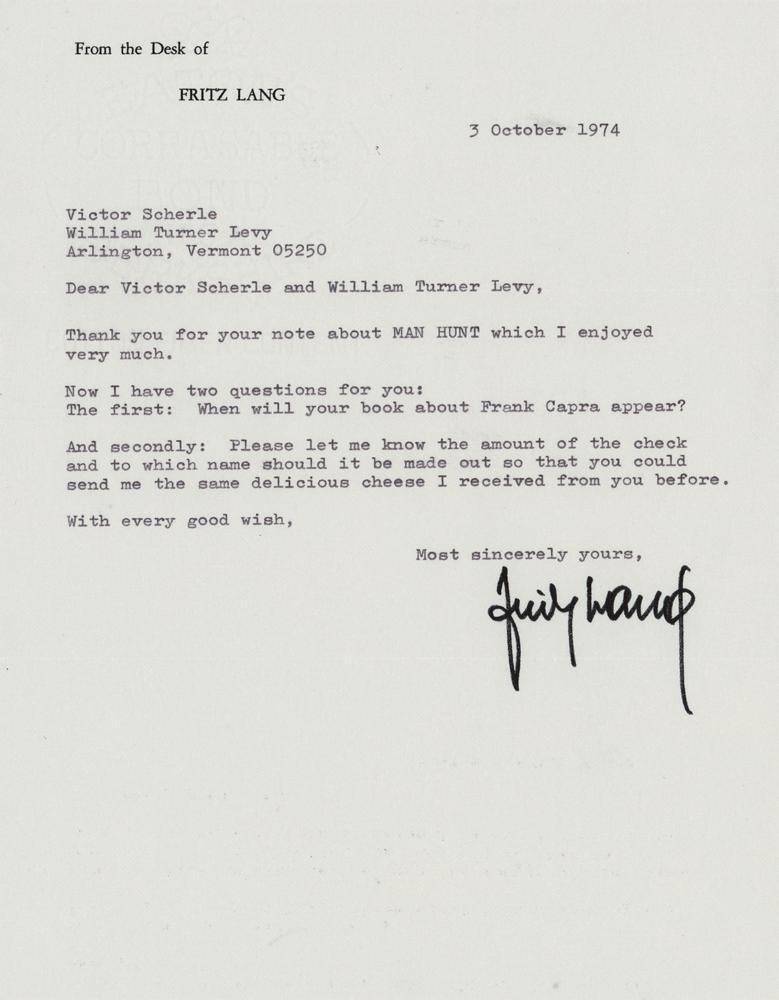 From the Desk of
FRITZ LANG
3 October 1974
Victor Scherle
William Turner Levy
Arlington, Vermont 05250
Dear Victor Scherle and William Turner Levy,
Thank you for your note about MAN HUNT which I enjoyed
very much.
Now I have two questions for you:
The first:  When will your book about Frank Capra appear?
And secondly:  Please let me know the amount of the check
and to which name should it be made out so that you could
send me the same delicious cheese I received from you before.
With every good wish,
Most sincerely yours,
Fritz Lang